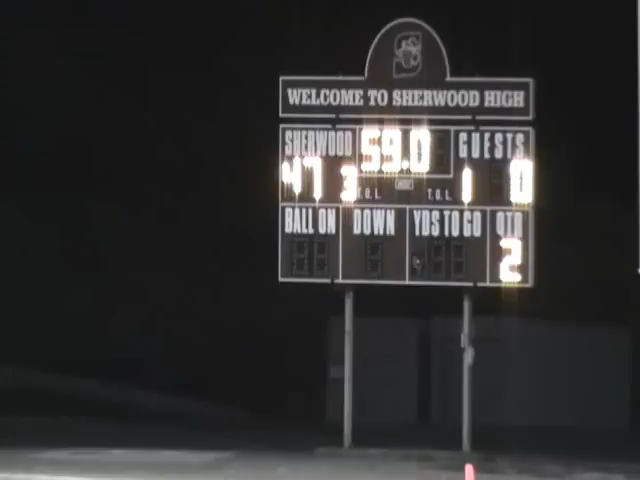 S
WELCOME TO SHERWOOD HIGH
SHERWOOD 59.0 GUESTS
47 3 T.O.L. T.O.L. 1 0
BALL ON DOWN YDS TO GO QTR
2